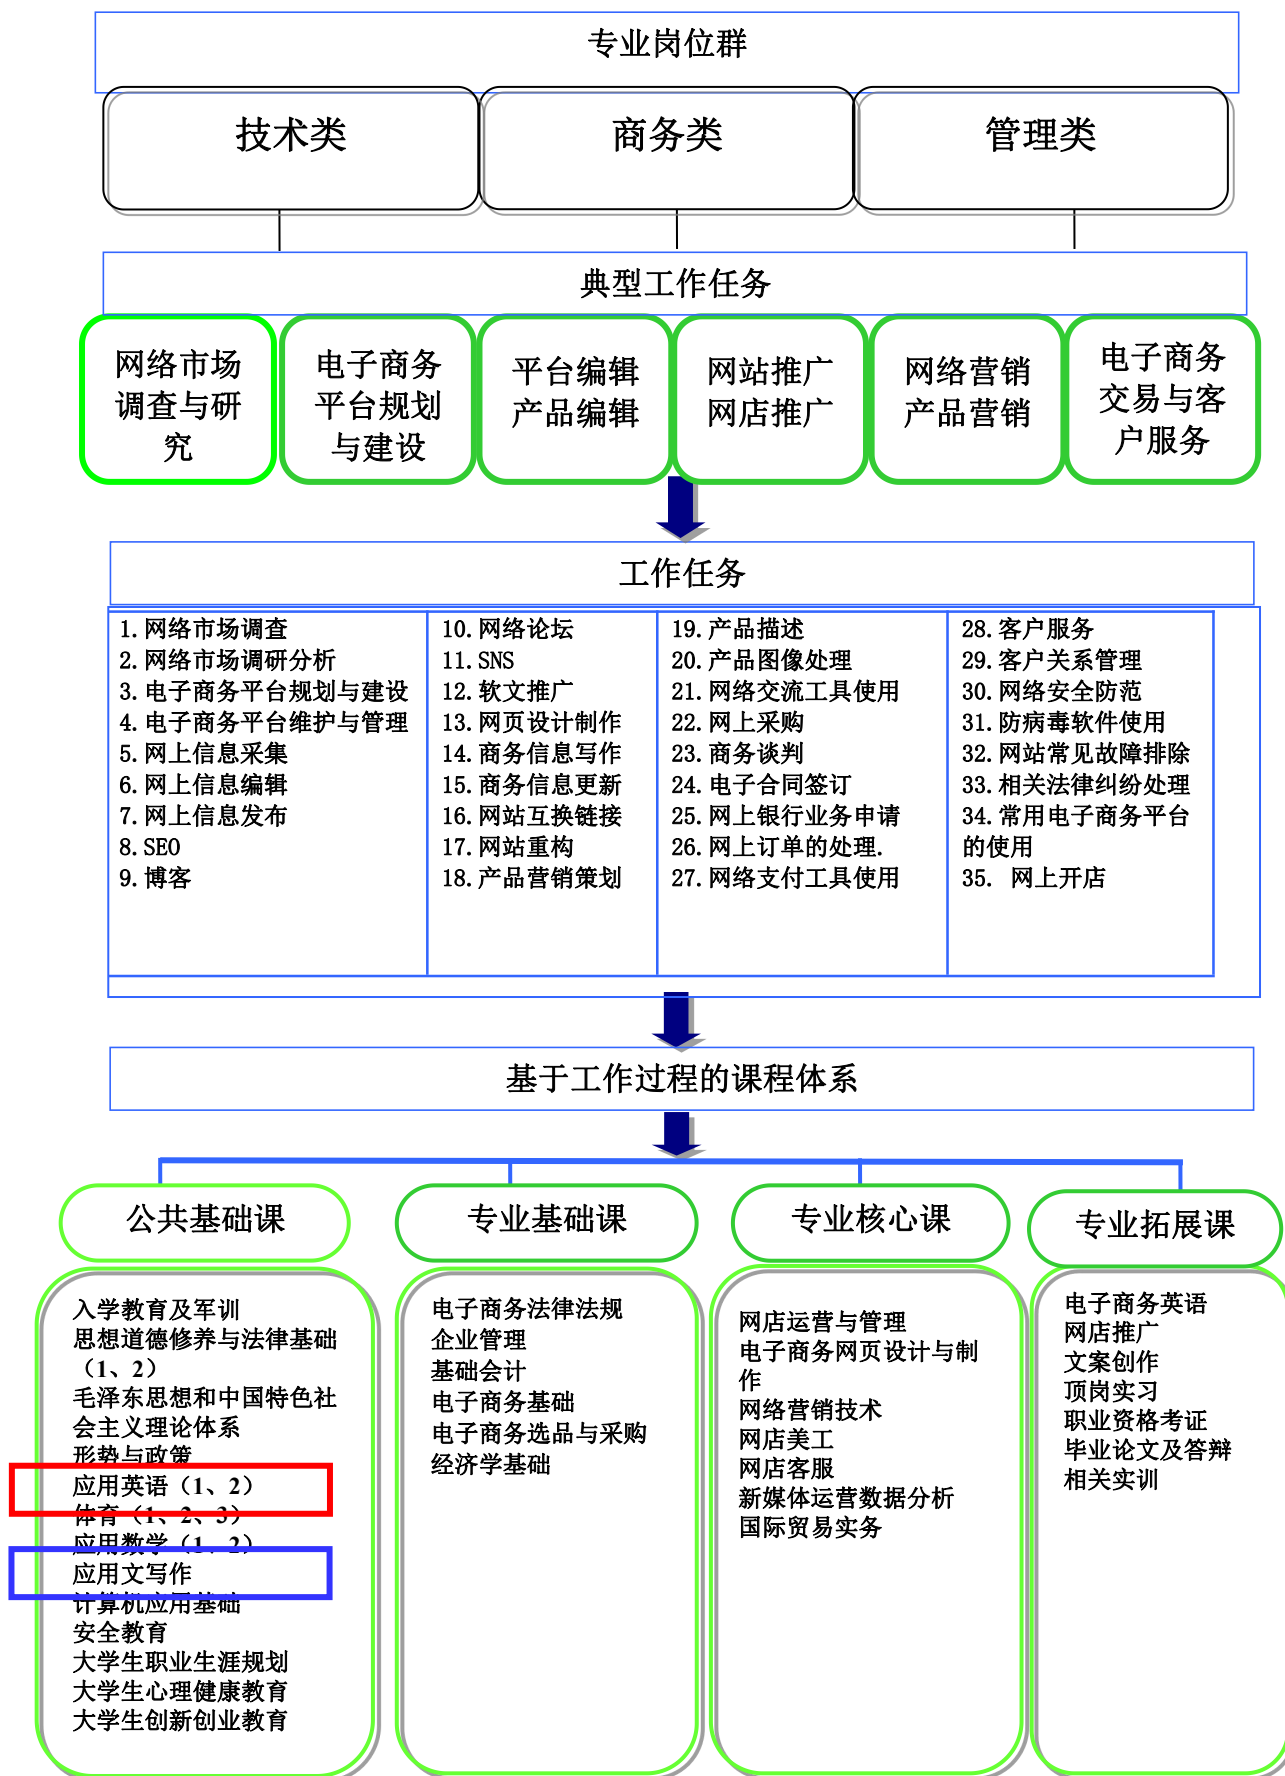 专业岗位群
技术类
商务类
管理类
典型工作任务
网络市场
调查与研
究
电子商务
平台规划
与建设
平台编辑
产品编辑
网站推广
网店推广
网络营销
产品营销
电子商务
交易与客
户服务
工作任务
1.网络市场调查
2.网络市场调研分析
3.电子商务平台规划与建设
4.电子商务平台维护与管理
5.网上信息采集
6.网上信息编辑
7.网上信息发布
8.SEO
9.博客
10.网络论坛
11.SNS
12.软文推广
13.网页设计制作
14.商务信息写作
15.商务信息更新
16.网站互换链接
17.网站重构
18.产品营销策划
19.产品描述
20.产品图像处理
21.网络交流工具使用
22.网上采购
23.商务谈判
24.电子合同签订
25.网上银行业务申请
26.网上订单的处理.
27.网络支付工具使用
28.客户服务
29.客户关系管理
30.网络安全防范
31.防病毒软件使用
32.网站常见故障排除
33.相关法律纠纷处理
34.常用电子商务平台
的使用
35. 网上开店
基于工作过程的课程体系
公共基础课
入学教育及军训
思想道德修养与法律基础
（1、2）
毛泽东思想和中国特色社
会主义理论体系
形势与政策
应用英语（1、2）
体育（1、2、3）
应用数学（1、2）
应用文写作
计算机应用基础
安全教育
大学生职业生涯规划
大学生心理健康教育
大学生创新创业教育
专业基础课
电子商务法律法规
企业管理
基础会计
电子商务基础
电子商务选品与采购
经济学基础
专业核心课
网店运营与管理
电子商务网页设计与制
作
网络营销技术
网店美工
网店客服
新媒体运营数据分析
国际贸易实务
专业拓展课
电子商务英语
网店推广
文案创作
顶岗实习
职业资格考证
毕业论文及答辩
相关实训